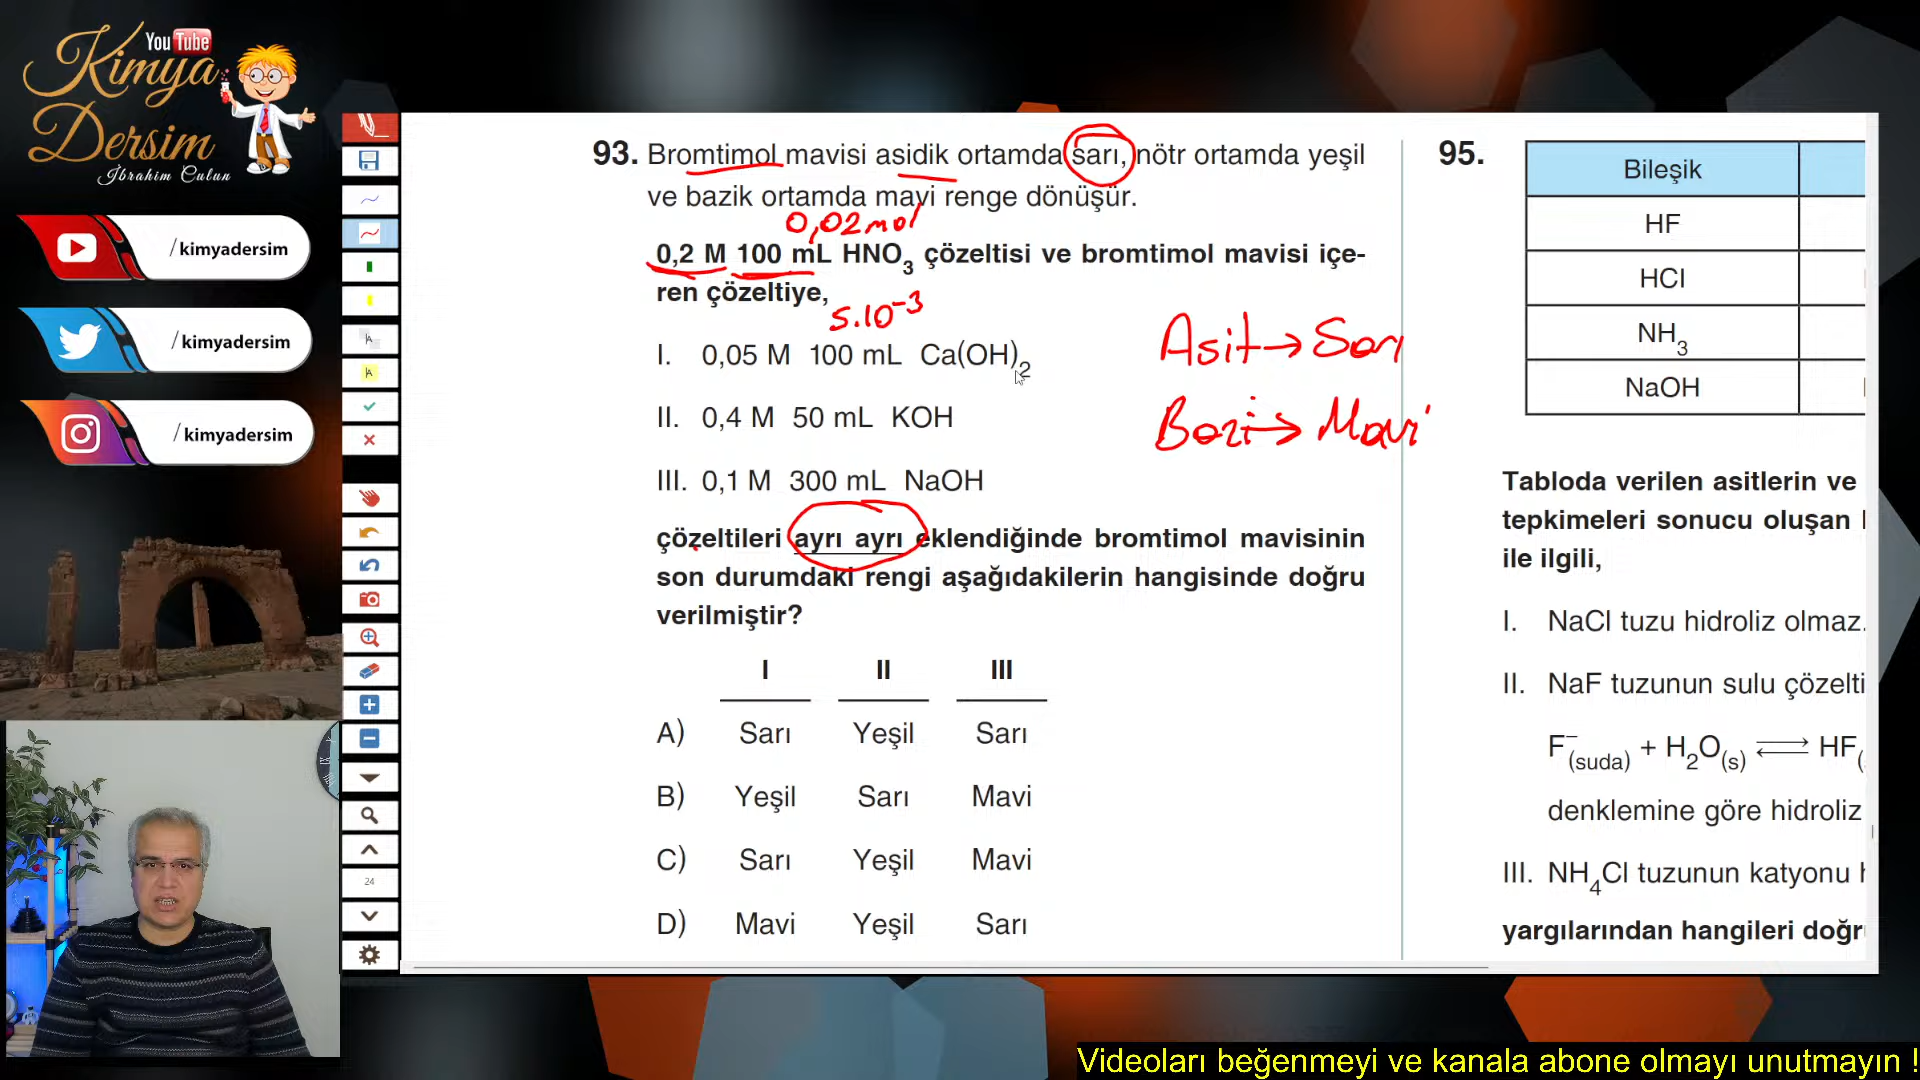 YouTube
Kimya
Dersim
İbrahim Culun
/kimyadersim
/kimyadersim
/kimyadersim
93. Bromtimol mavisi asidik ortamda sarı, nötr ortamda yeşil
ve bazik ortamda mavi renge dönüşür.
0,02 mol
0,2 M 100 mL HNO3 çözeltisi ve bromtimol mavisi içe-
ren çözeltiye,
5.10⁻³
I. 0,05 M 100 mL Ca(OH)2
II. 0,4 M 50 mL KOH
III. 0,1 M 300 mL NaOH
Asit → Sarı
Bazi → Mavi
çözeltileri ayrı ayrı eklendiğinde bromtimol mavisinin
son durumdaki rengi aşağıdakilerin hangisinde doğru
verilmiştir?
I II III
A) Sarı Yeşil Sarı
B) Yeşil Sarı Mavi
C) Sarı Yeşil Mavi
D) Mavi Yeşil Sarı
95.
Bileşik
HF
HCl
NH3
NaOH
Tabloda verilen asitlerin ve
tepkimeleri sonucu oluşan
ile ilgili,
I. NaCl tuzu hidroliz olmaz.
II. NaF tuzunun sulu çözelti
F⁻(suda) + H2O(s) ⇌ HF(
denklemine göre hidroliz
III. NH4Cl tuzunun katyonu
yargılarından hangileri doğr
24
Videoları beğenmeyi ve kanala abone olmayı unutmayın !